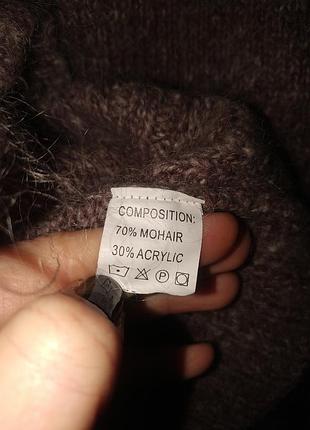 COMPOSITION:
70% MOHAIR
30% ACRYLIC
P